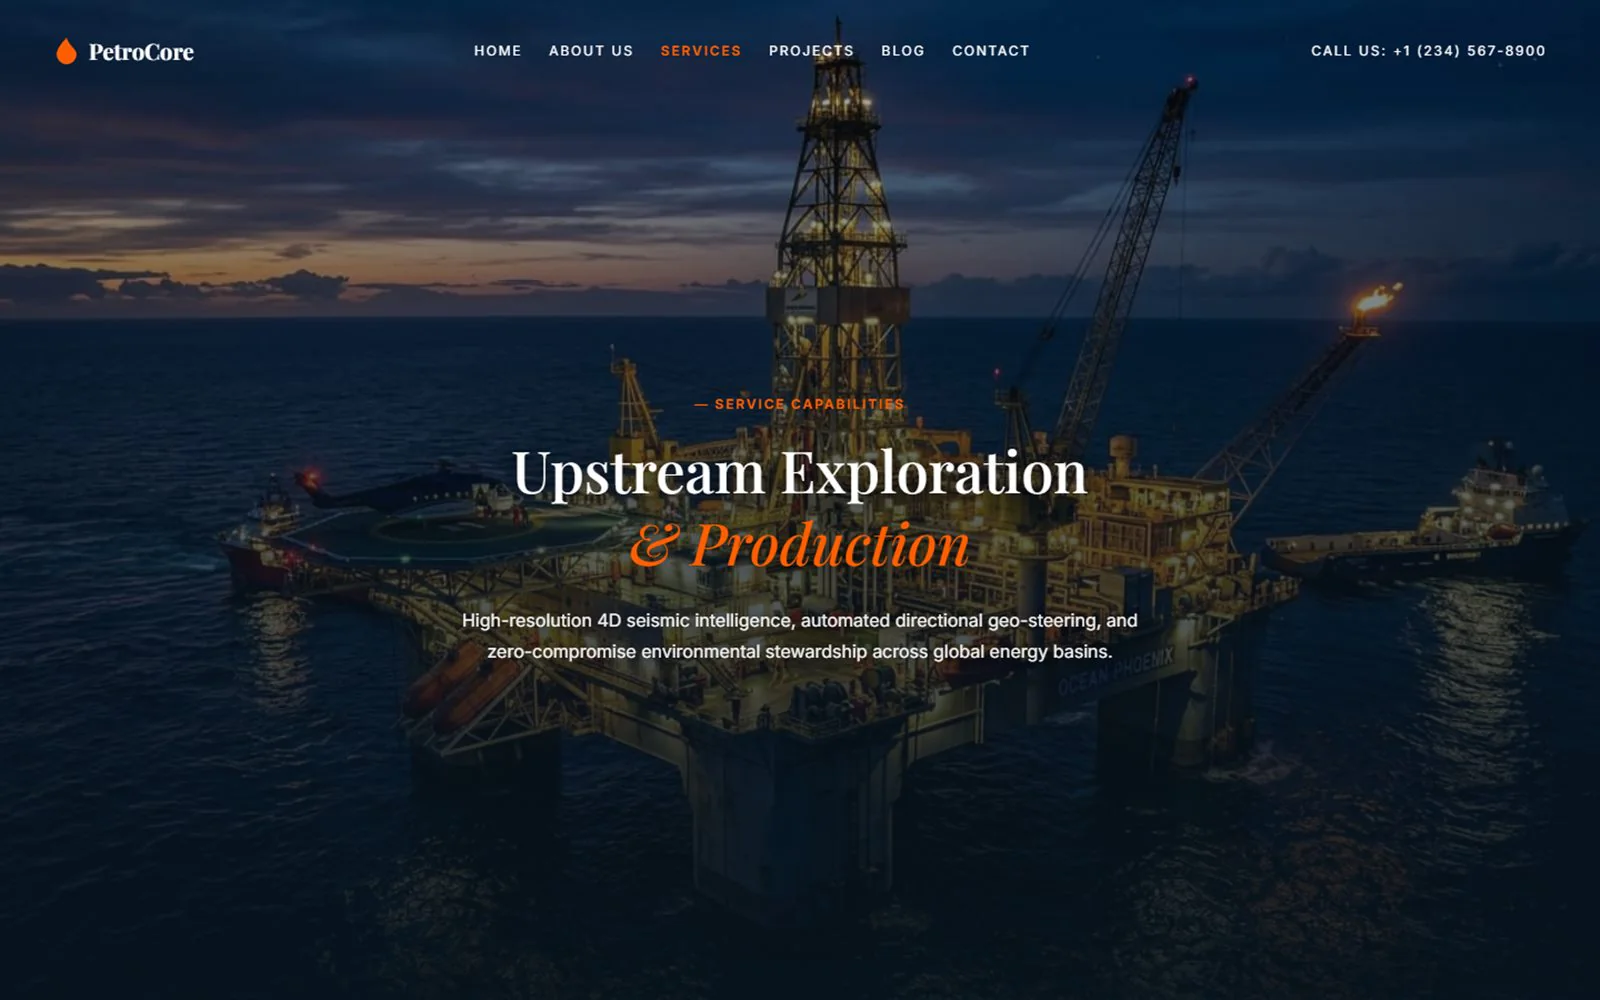 PetroCore
HOME ABOUT US SERVICES PROJECTS BLOG CONTACT
CALL US: +1 (234) 567-8900
— SERVICE CAPABILITIES
Upstream Exploration
& Production
High-resolution 4D seismic intelligence, automated directional geo-steering, and
zero-compromise environmental stewardship across global energy basins.
OCEAN PHOENIX